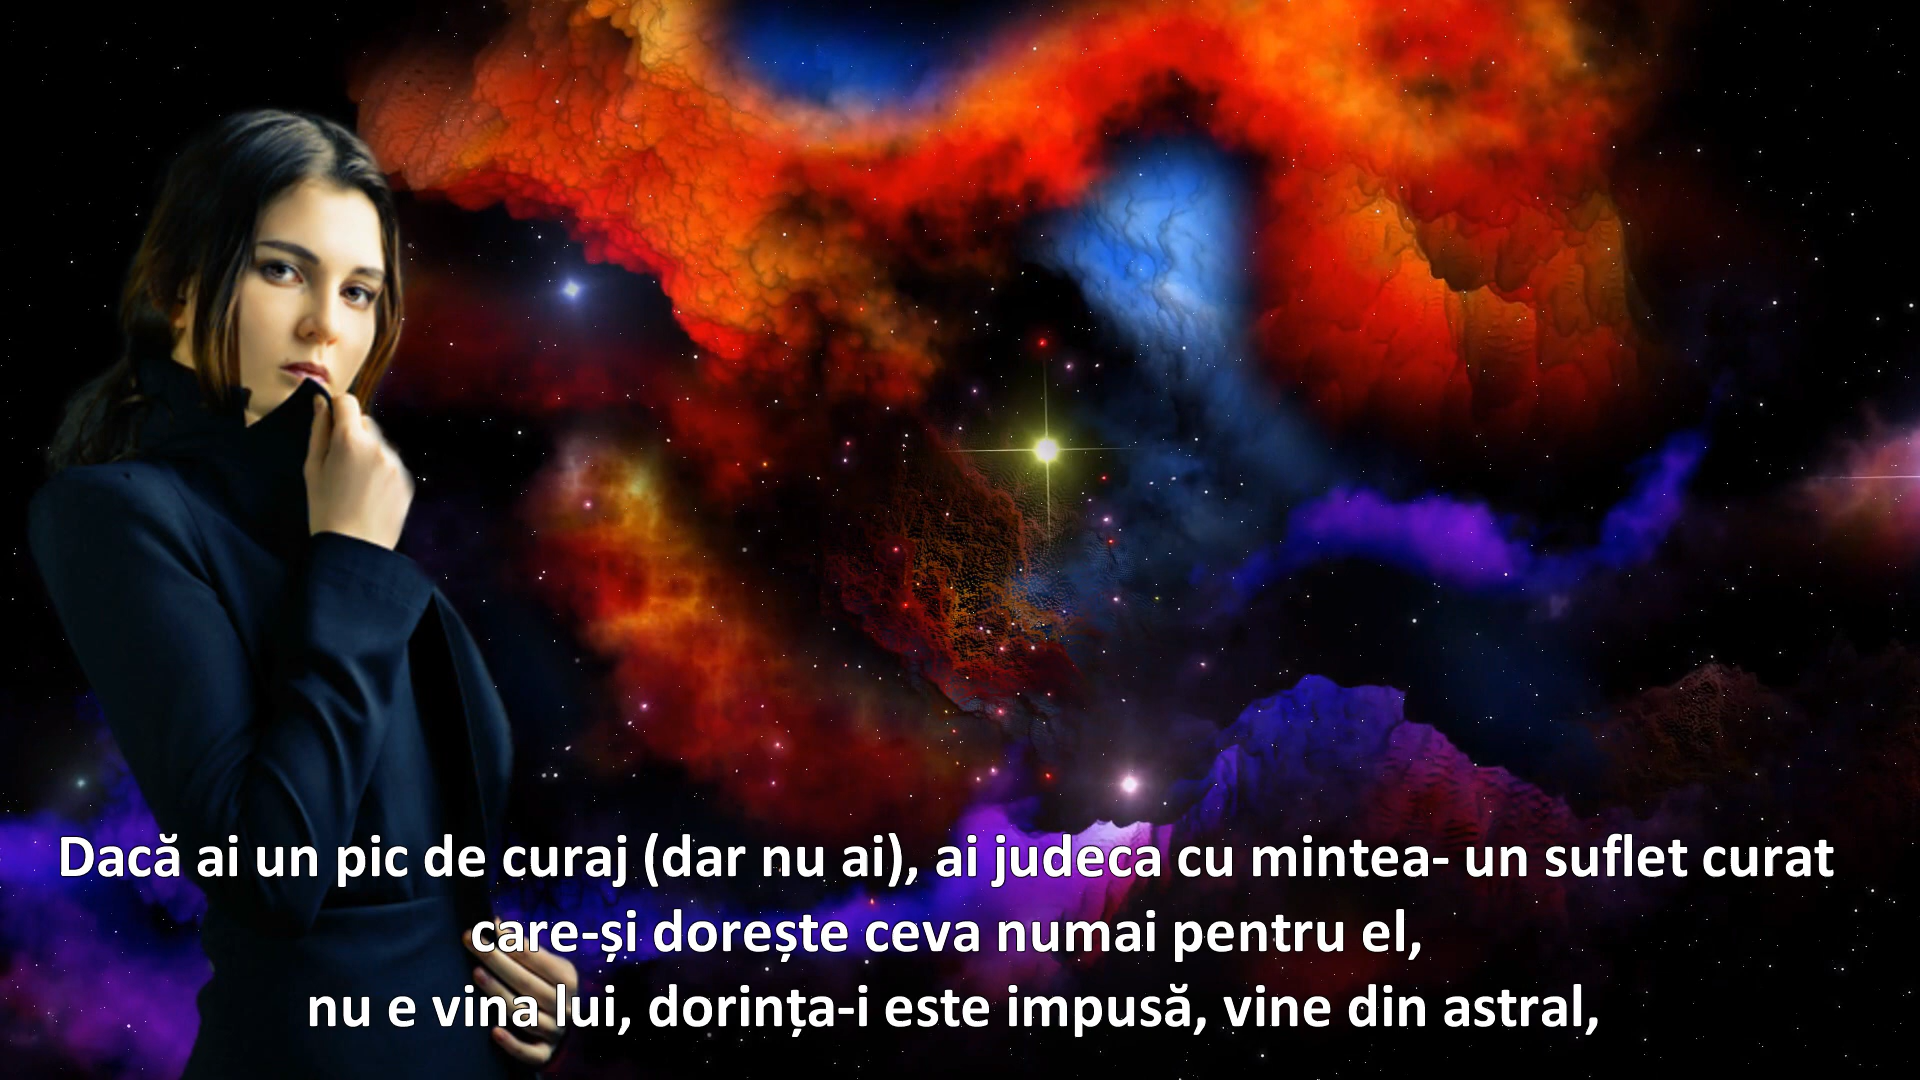 Dacă ai un pic de curaj (dar nu ai), ai judeca cu mintea- un suflet curat
care-și dorește ceva numai pentru el,
nu e vina lui, dorința-i este impusă, vine din astral,